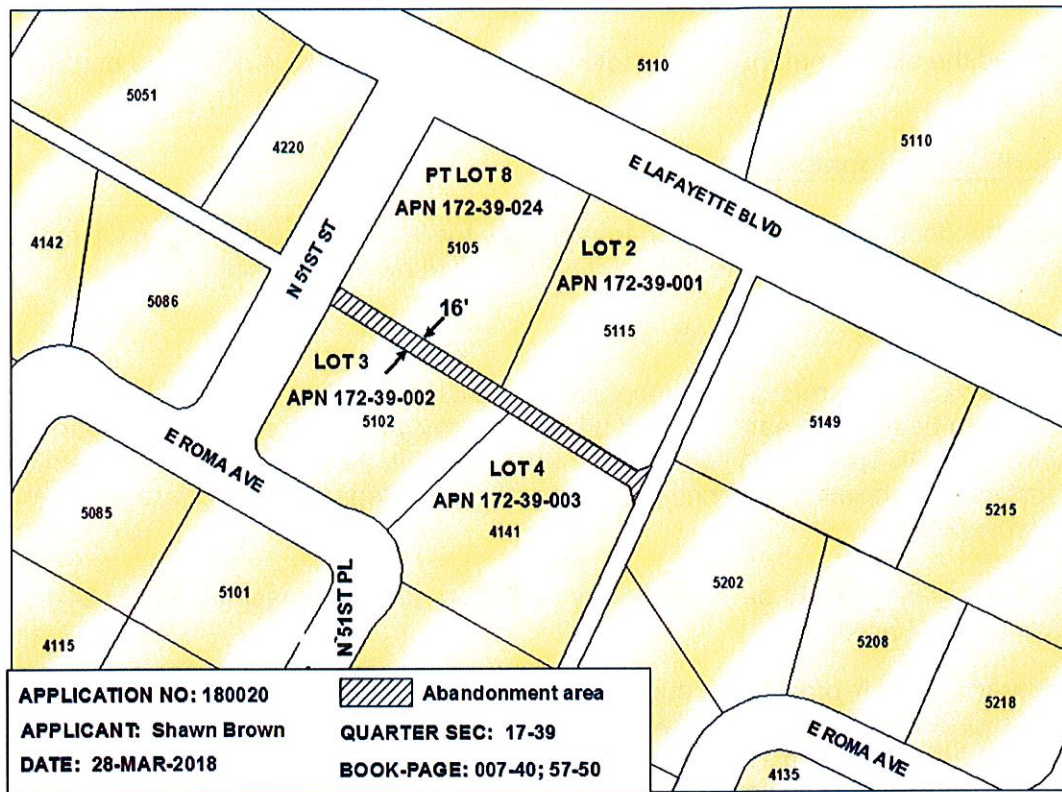 5110
5051
5110
4220
E LAFAYETTE BLVD
PT LOT 8
APN 172-39-024
5105
N 51ST ST
4142
LOT 2
APN 172-39-001
5115
5086
16'
LOT 3
APN 172-39-002
5102
5149
E ROMA AVE
LOT 4
APN 172-39-003
4141
5085
5215
5101
5202
N 51ST PL
4115
5208
5218
APPLICATION NO: 180020
APPLICANT: Shawn Brown
DATE: 28-MAR-2018
Abandonment area
QUARTER SEC: 17-39
BOOK-PAGE: 007-40; 57-50
E ROMA AVE
4135